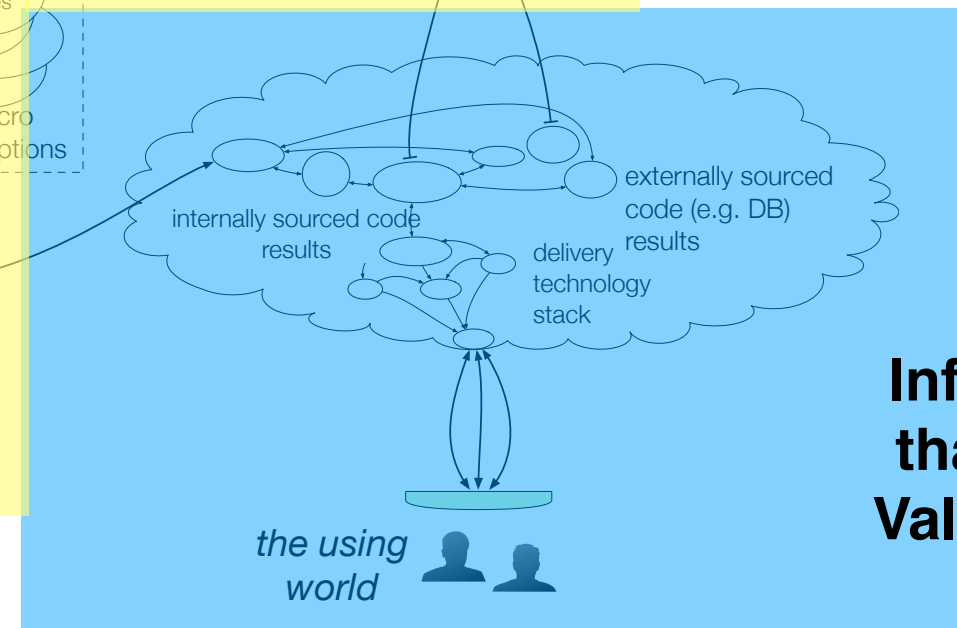 es
cro
ptions
externally sourced
code (e.g. DB)
results
internally sourced code
results
delivery
technology
stack
Inf
tha
Val
the using
world